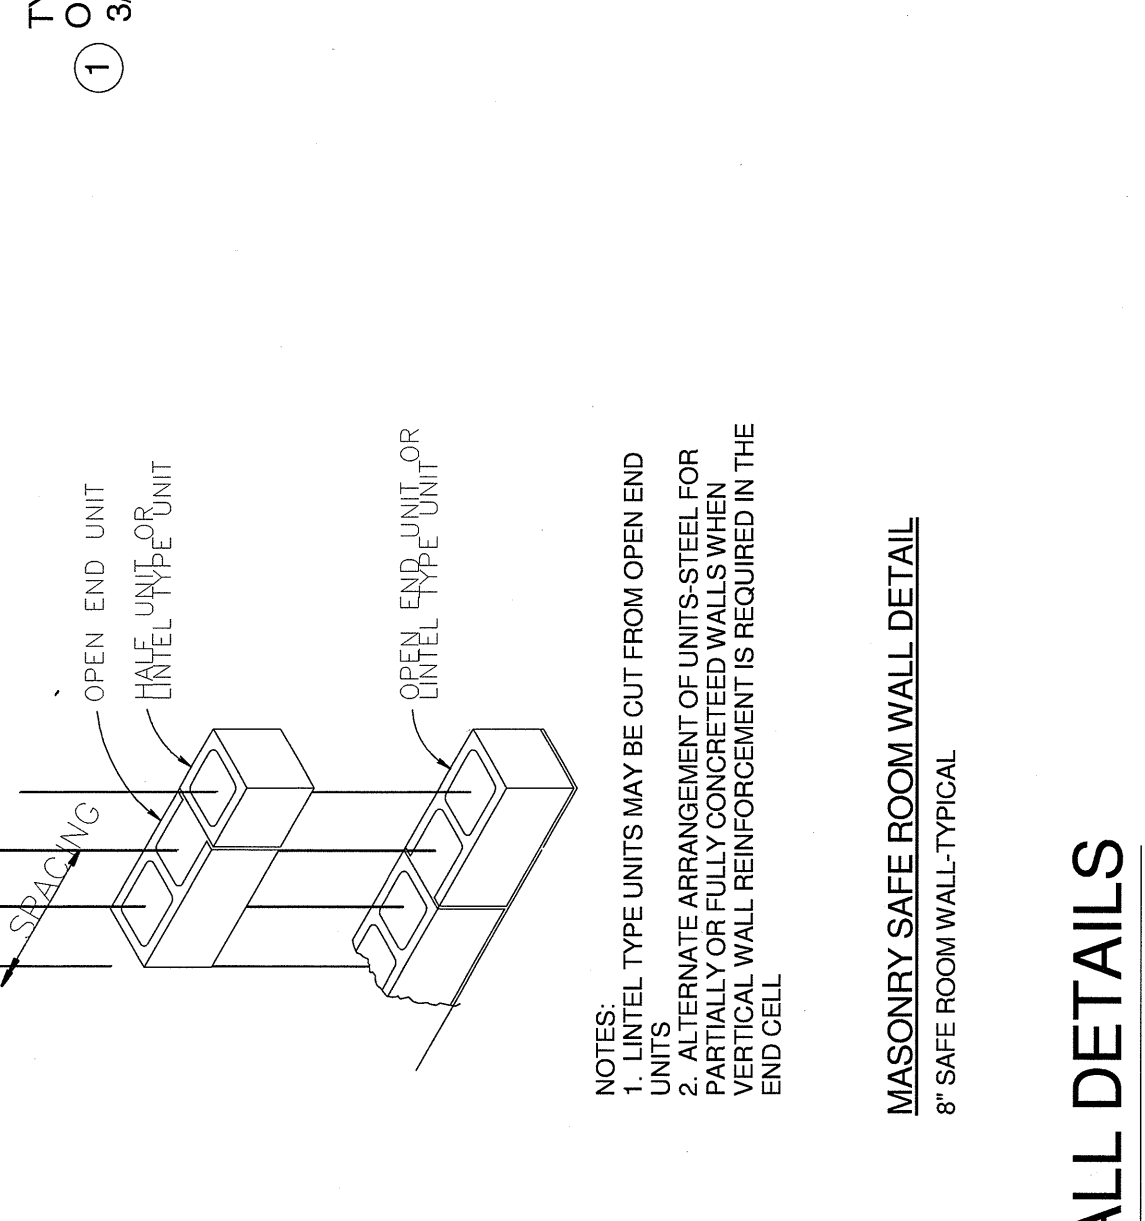 TY
O
3/
1
SPACING
OPEN END UNIT
HALF UNIT OR
LINTEL TYPE UNIT
OPEN END UNIT OR
LINTEL TYPE UNIT
NOTES:
1. LINTEL TYPE UNITS MAY BE CUT FROM OPEN END
UNITS
2. ALTERNATE ARRANGEMENT OF UNITS-STEEL FOR
PARTIALLY OR FULLY CONCRETEED WALLS WHEN
VERTICAL WALL REINFORCEMENT IS REQUIRED IN THE
END CELL
MASONRY SAFE ROOM WALL DETAIL
8" SAFE ROOM WALL-TYPICAL
ALL DETAILS